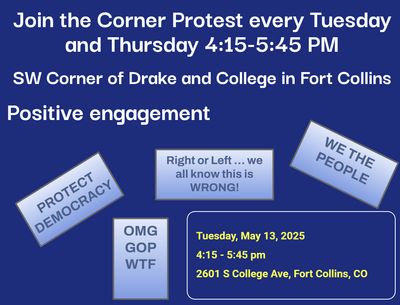 Join the Corner Protest every Tuesday
and Thursday 4:15-5:45 PM
SW Corner of Drake and College in Fort Collins
Positive engagement
PROTECT
DEMOCRACY
Right or Left ... we
all know this is
WRONG!
WE THE
PEOPLE
OMG
GOP
WTF
Tuesday, May 13, 2025
4:15 - 5:45 pm
2601 S College Ave, Fort Collins, CO